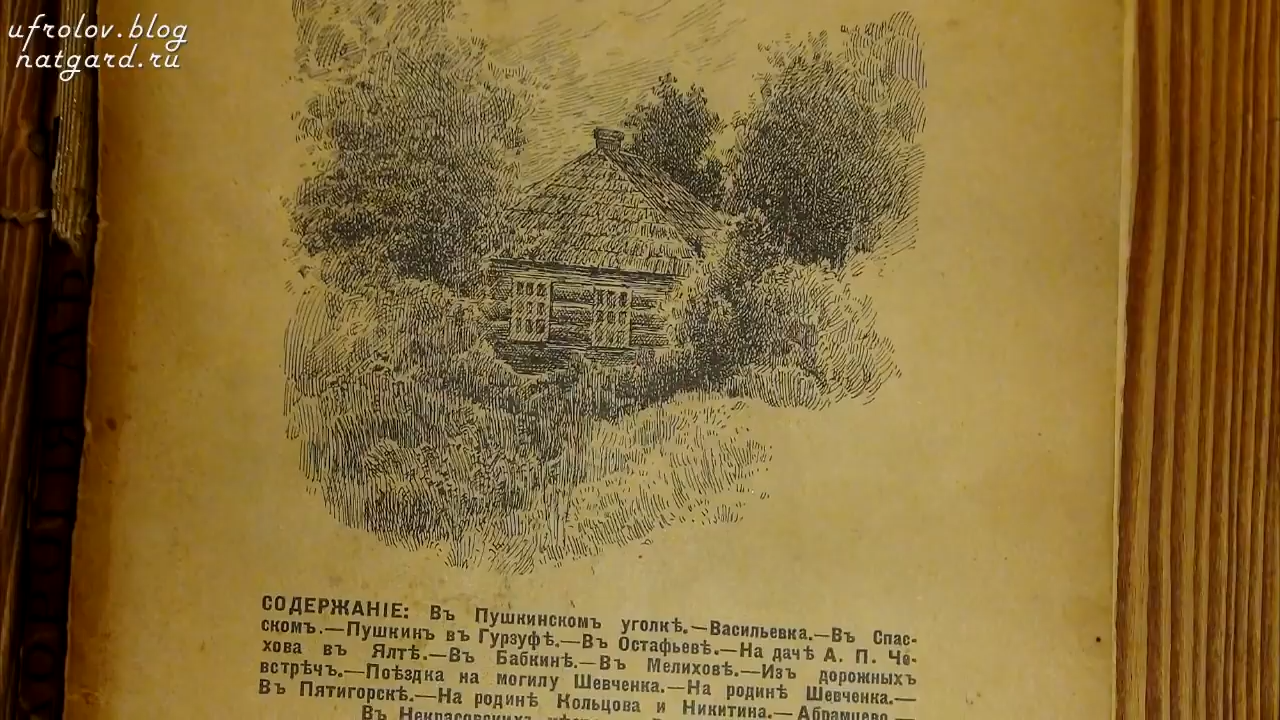 ufrolov.blog
natgard.ru
СОДЕРЖАНІЕ: Въ Пушкинскомъ уголкѣ.—Васильевка.—Въ Спас-
скомъ.—Пушкинъ въ Гурзуфѣ.—Въ Остафьевѣ.—На дачѣ А. П. Че-
хова въ Ялтѣ.—Въ Бабкинѣ.—Въ Мелиховѣ.—Изъ дорожныхъ
встрѣчъ.—Поѣздка на могилу Шевченка.—На родинѣ Шевченка.—
Въ Пятигорскѣ.—На родинѣ Кольцова и Никитина.—Абрамцево.—
Въ Некрасовскихъ